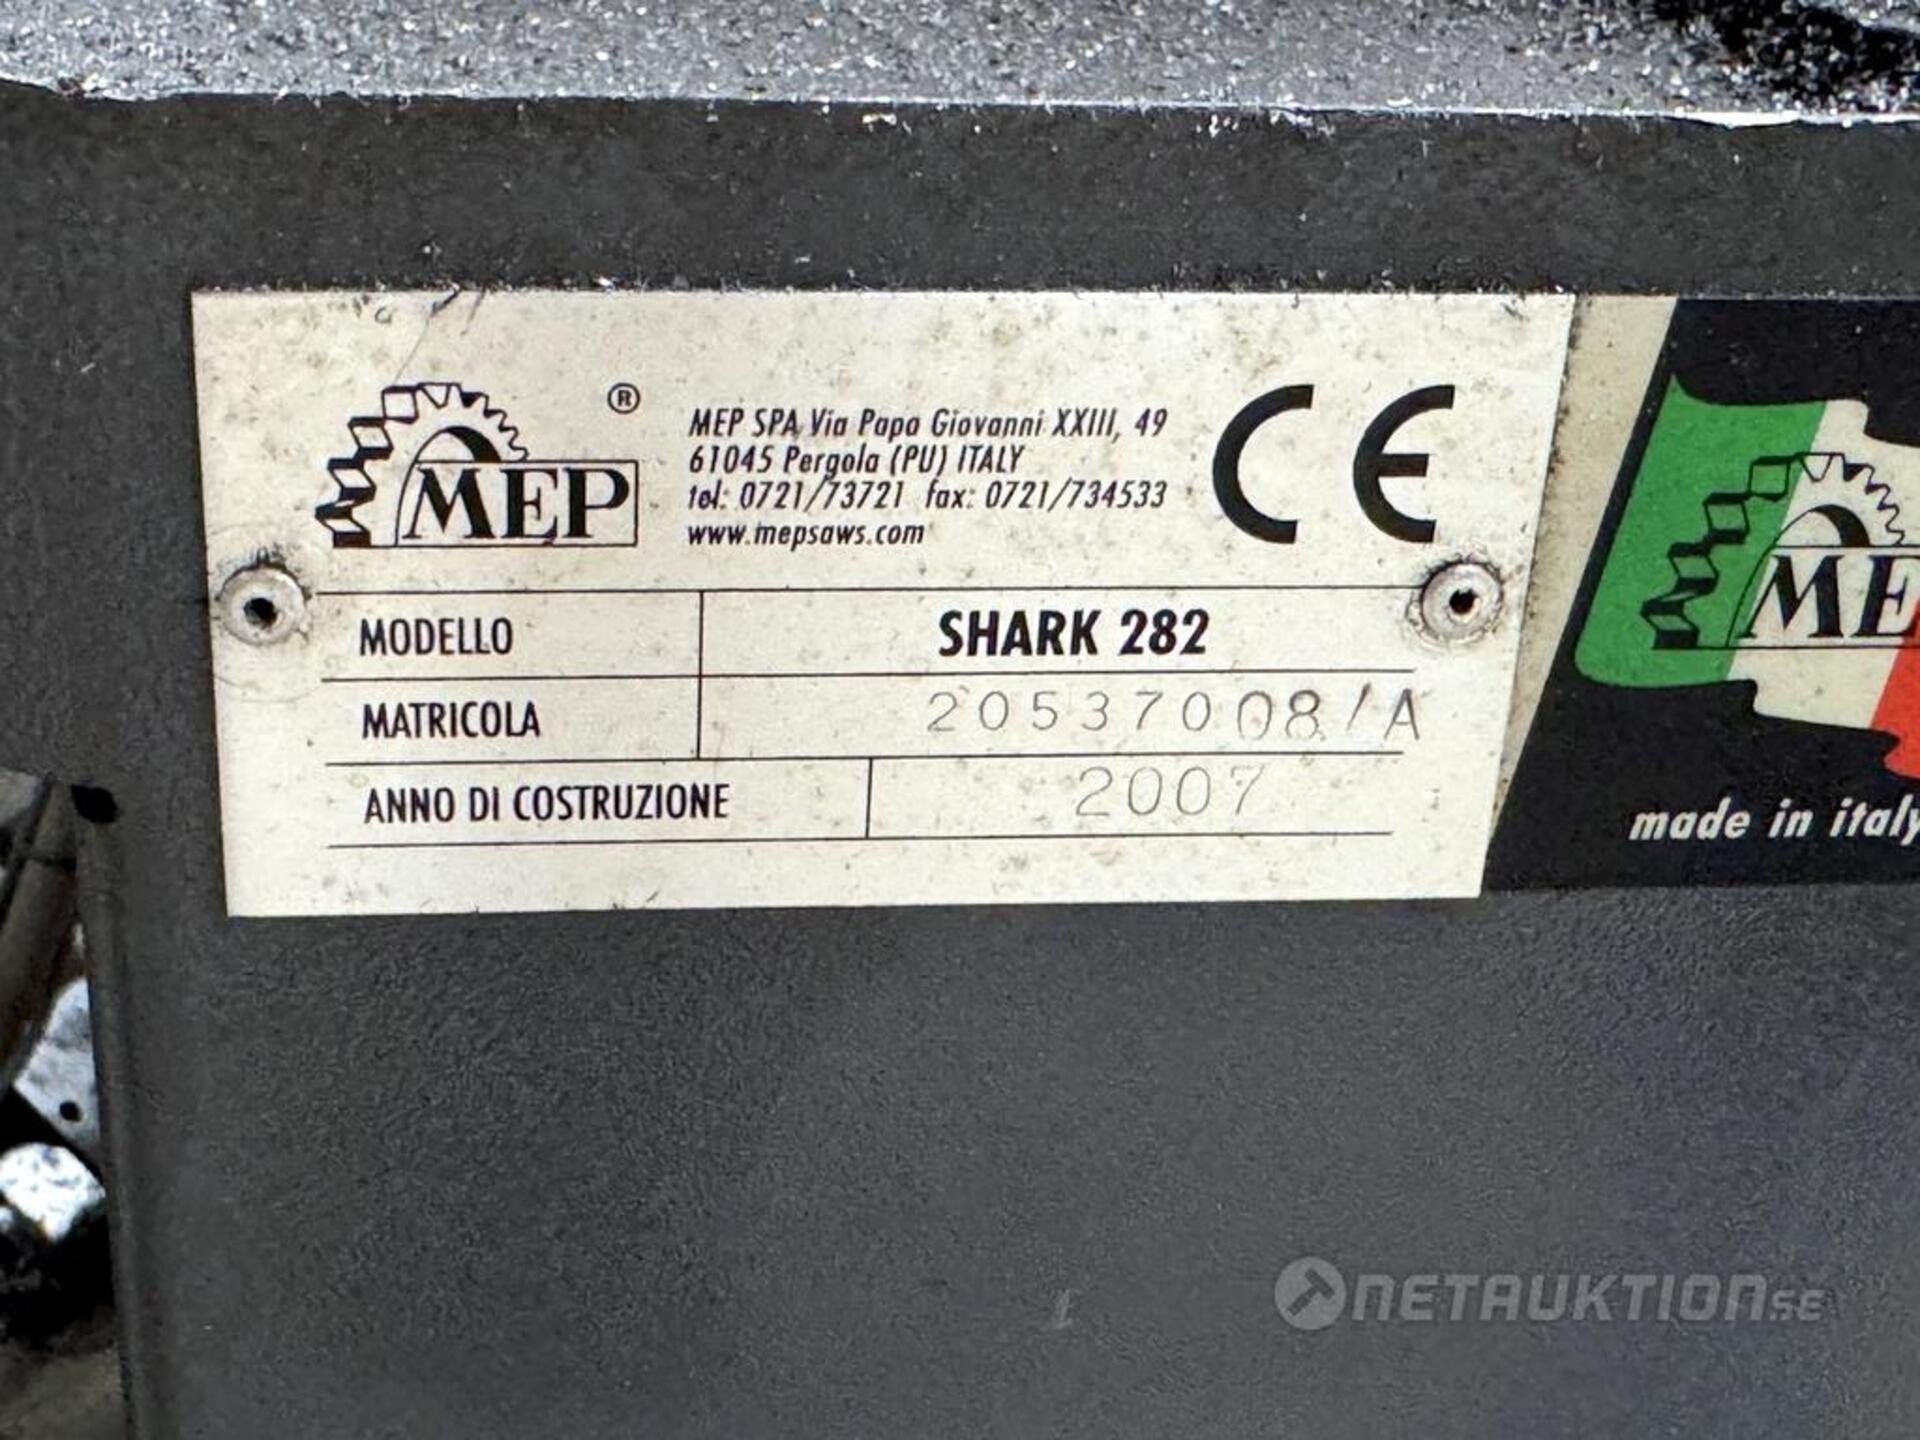 MEP ®
MEP SPA Via Papa Giovanni XXIII, 49
61045 Pergola (PU) ITALY
tel: 0721/73721 fax: 0721/734533
www.mepsaws.com
CE
MODELLO SHARK 282
MATRICOLA 20537008/A
ANNO DI COSTRUZIONE 2007
ME
made in italy
NETAUKTION.SE